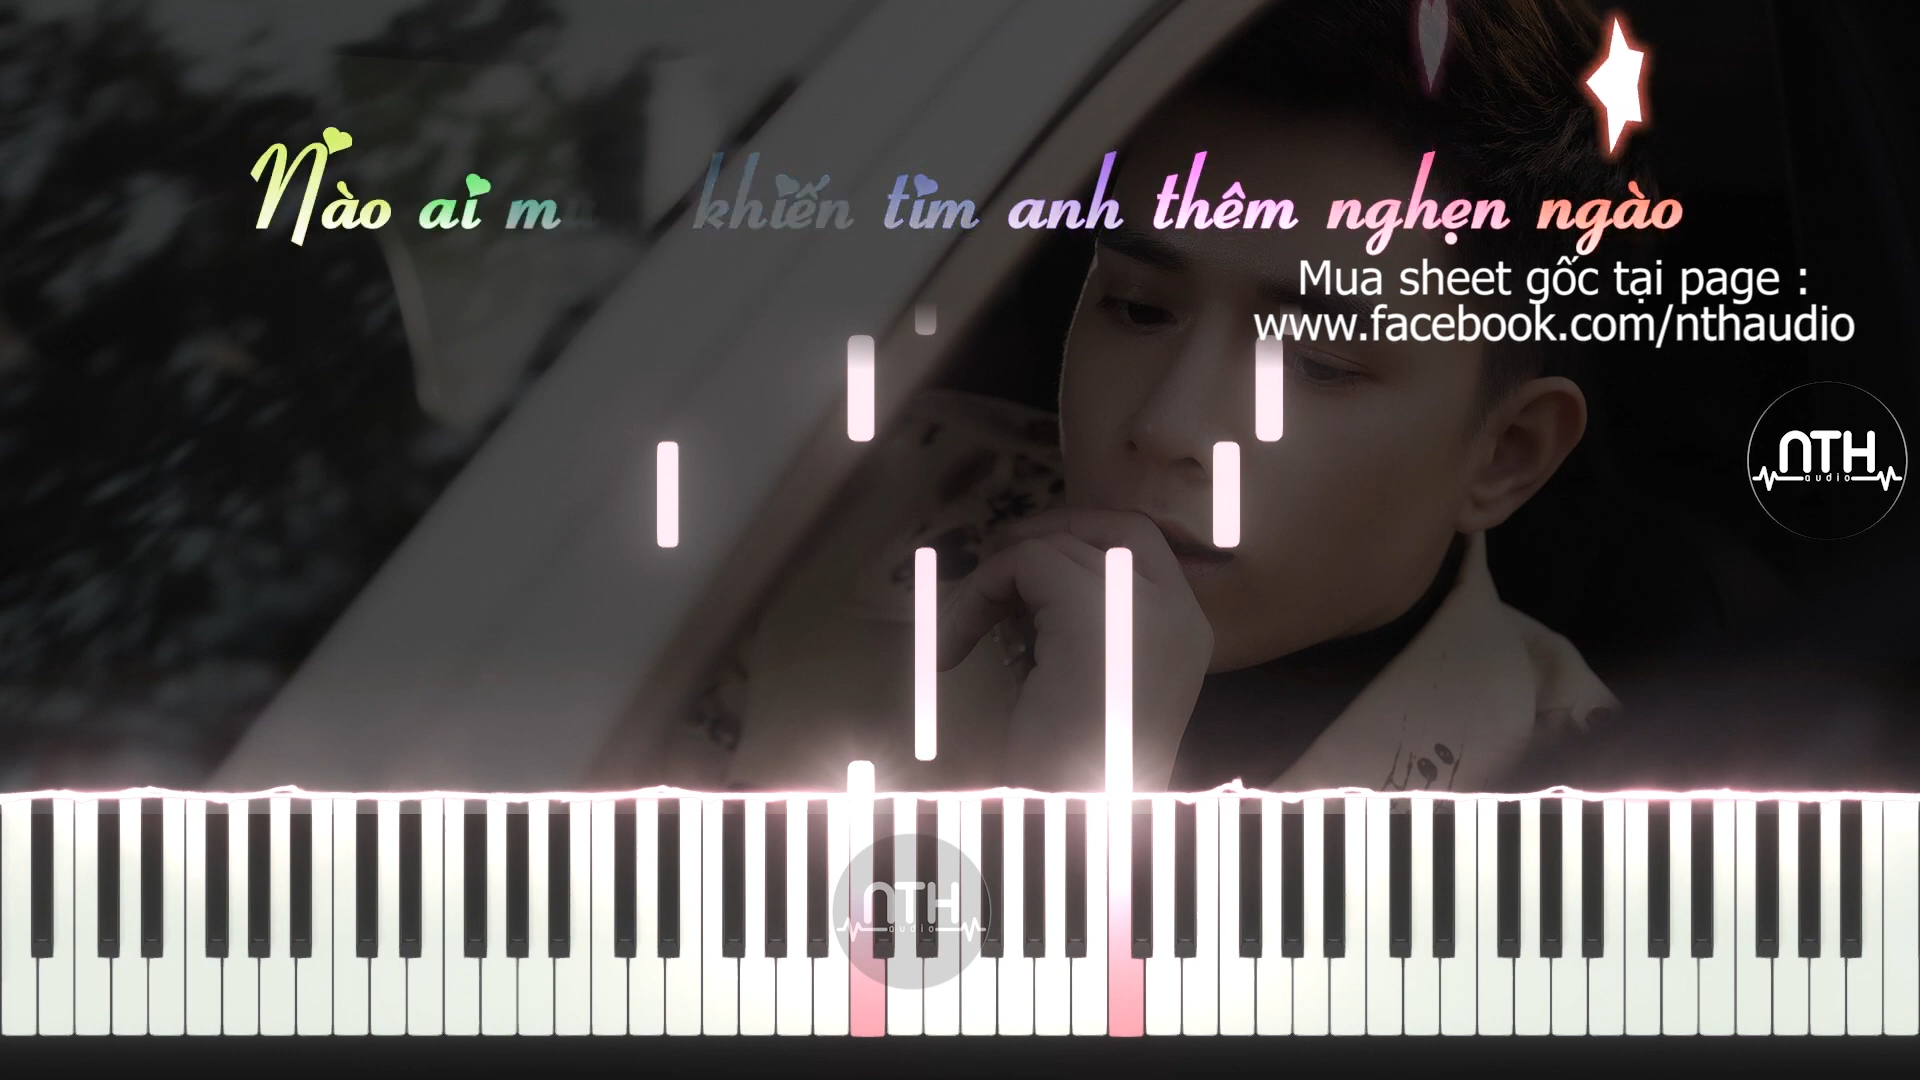 Nào ai khiến tim anh thêm nghẹn ngào
Mua sheet gốc tại page :
www.facebook.com/nthaudio
NTH
audio
NTH
audio